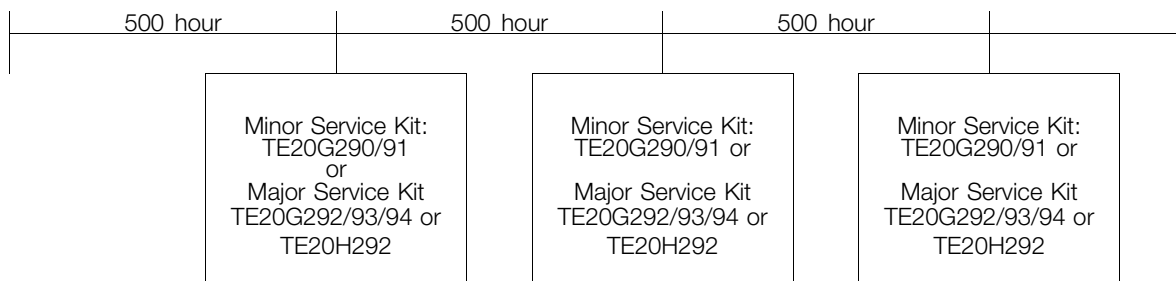 500 hour
500 hour
500 hour
Minor Service Kit:
TE20G290/91
or
Major Service Kit
TE20G292/93/94 or
TE20H292
Minor Service Kit:
TE20G290/91 or
Major Service Kit
TE20G292/93/94 or
TE20H292
Minor Service Kit:
TE20G290/91 or
Major Service Kit
TE20G292/93/94 or
TE20H292